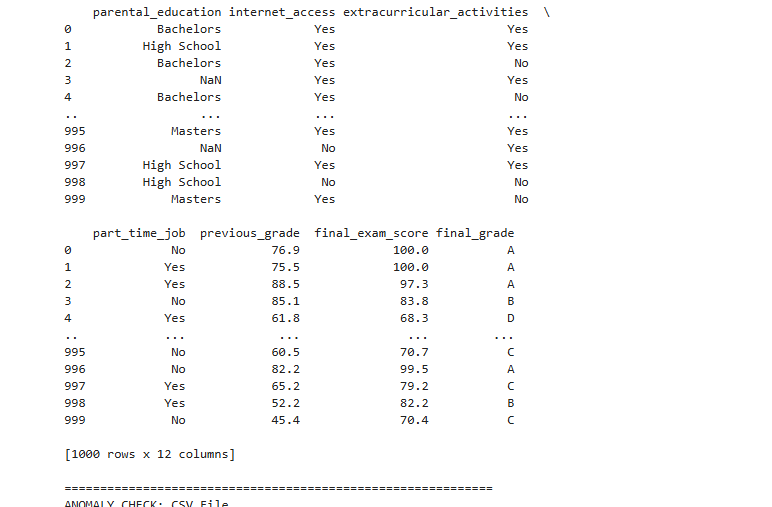 parental_education internet_access extracurricular_activities \
0 Bachelors Yes Yes
1 High School Yes Yes
2 Bachelors Yes No
3 NaN Yes Yes
4 Bachelors Yes No
.. ... ... ...
995 Masters Yes Yes
996 NaN No Yes
997 High School Yes Yes
998 High School No No
999 Masters Yes No
part_time_job previous_grade final_exam_score final_grade
0 No 76.9 100.0 A
1 Yes 75.5 100.0 A
2 Yes 88.5 97.3 A
3 No 85.1 83.8 B
4 Yes 61.8 68.3 D
.. ... ... ... ...
995 No 60.5 70.7 C
996 No 82.2 99.5 A
997 Yes 65.2 79.2 C
998 Yes 52.2 82.2 B
999 No 45.4 70.4 C
[1000 rows x 12 columns]
============================================================
ANOMALY CHECK: CSV File